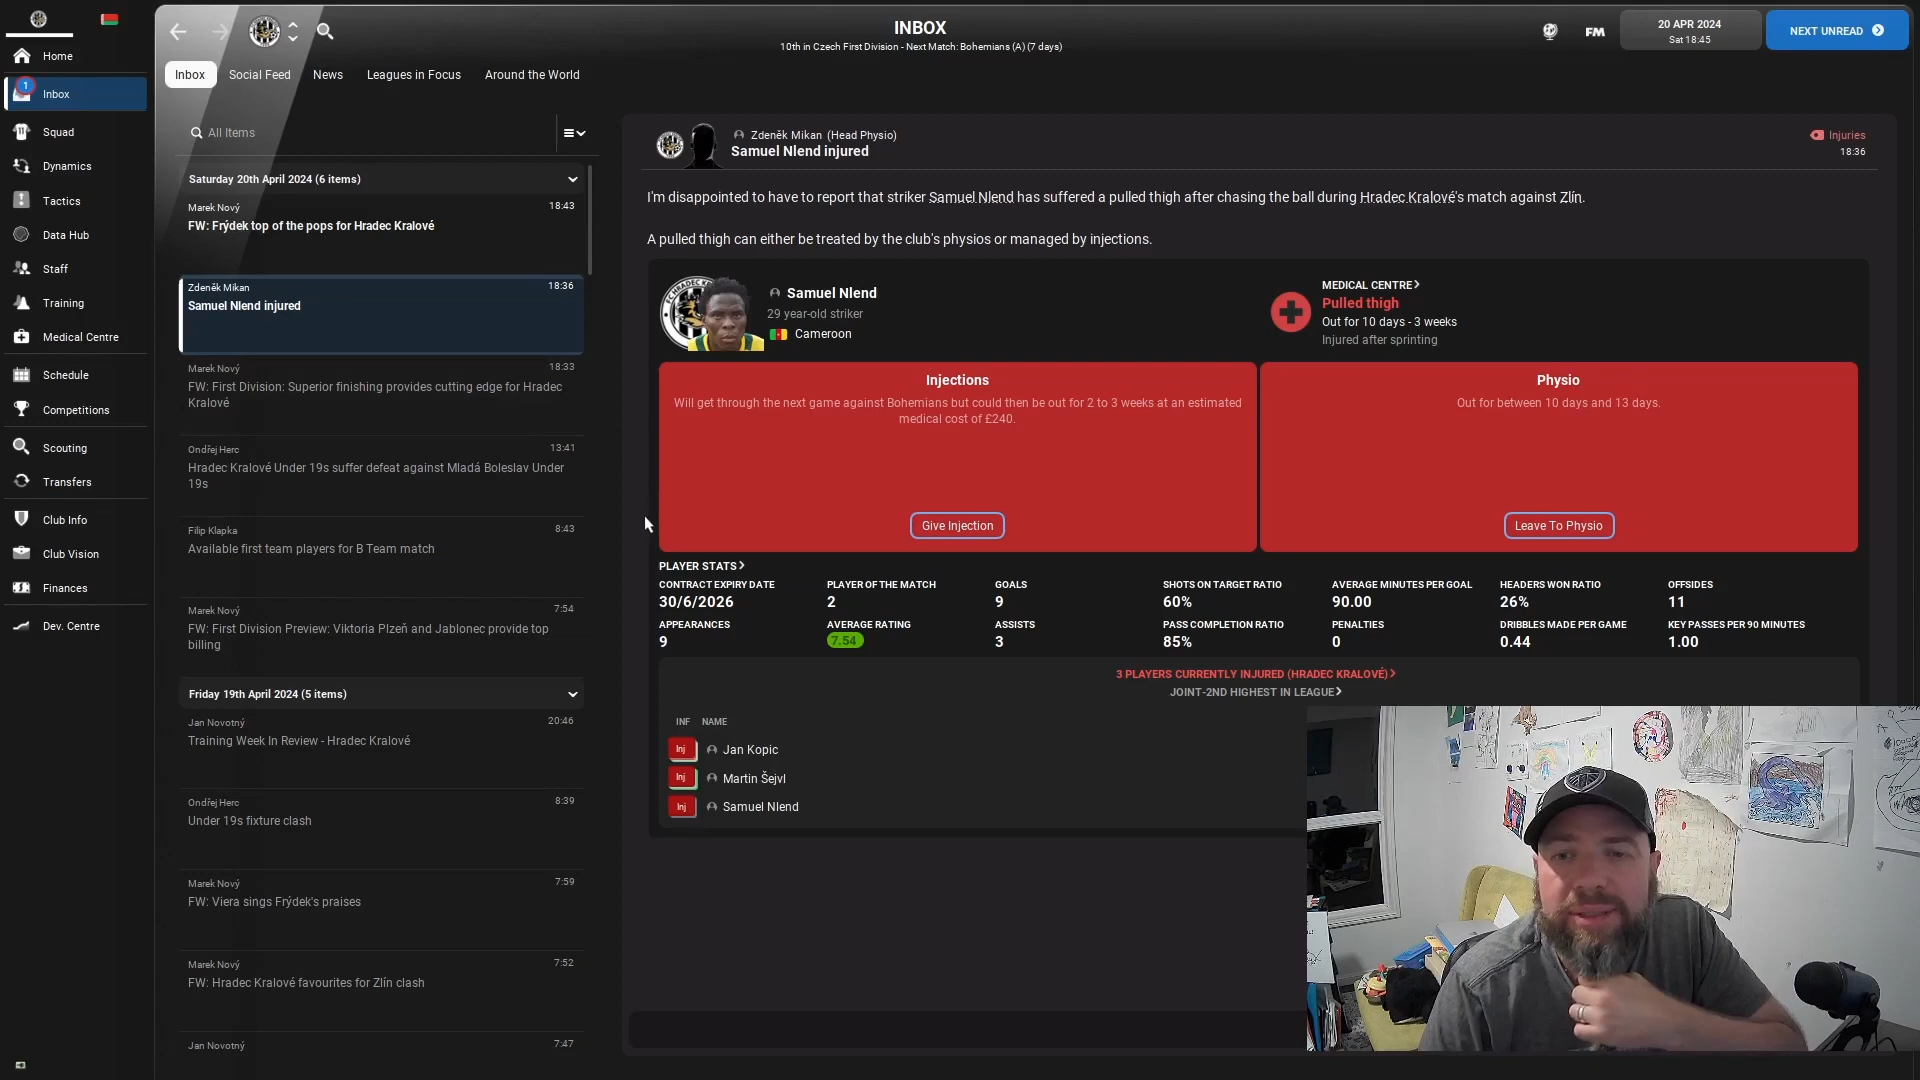 INBOX
10th in Czech First Division - Next Match: Bohemians (A) (7 days)
FM
20 APR 2024
Sat 18:45
NEXT UNREAD
Home
1
Inbox
Squad
Dynamics
Tactics
Data Hub
Staff
Training
Medical Centre
Schedule
Competitions
Scouting
Transfers
Club Info
Club Vision
Finances
Dev. Centre
Inbox
Social Feed
News
Leagues in Focus
Around the World
All Items
Saturday 20th April 2024 (6 items)
Marek Nový
18:43
FW: Frýdek top of the pops for Hradec Kralové
Zdeněk Mikan
18:36
Samuel Nlend injured
Marek Nový
18:33
FW: First Division: Superior finishing provides cutting edge for Hradec
Kralové
Ondřej Herc
13:41
Hradec Kralové Under 19s suffer defeat against Mladá Boleslav Under
19s
Filip Klapka
8:43
Available first team players for B Team match
Marek Nový
7:54
FW: First Division Preview: Viktoria Plzeň and Jablonec provide top
billing
Friday 19th April 2024 (5 items)
Jan Novotný
20:46
Training Week In Review - Hradec Kralové
Ondřej Herc
8:39
Under 19s fixture clash
Marek Nový
7:59
FW: Viera sings Frýdek's praises
Marek Nový
7:52
FW: Hradec Kralové favourites for Zlín clash
Jan Novotný
7:47
Zdeněk Mikan (Head Physio)
Samuel Nlend injured
Injuries
18:36
I'm disappointed to have to report that striker Samuel Nlend has suffered a pulled thigh after chasing the ball during Hradec Kralové's match against Zlín.
A pulled thigh can either be treated by the club's physios or managed by injections.
Samuel Nlend
29 year-old striker
Cameroon
MEDICAL CENTRE
Pulled thigh
Out for 10 days - 3 weeks
Injured after sprinting
Injections
Will get through the next game against Bohemians but could then be out for 2 to 3 weeks at an estimated
medical cost of £240.
Give Injection
Physio
Out for between 10 days and 13 days.
Leave To Physio
PLAYER STATS
CONTRACT EXPIRY DATE
30/6/2026
PLAYER OF THE MATCH
2
GOALS
9
SHOTS ON TARGET RATIO
60%
AVERAGE MINUTES PER GOAL
90.00
HEADERS WON RATIO
26%
OFFSIDES
11
APPEARANCES
9
AVERAGE RATING
7.54
ASSISTS
3
PASS COMPLETION RATIO
85%
PENALTIES
0
DRIBBLES MADE PER GAME
0.44
KEY PASSES PER 90 MINUTES
1.00
3 PLAYERS CURRENTLY INJURED (HRADEC KRALOVÉ)
JOINT-2ND HIGHEST IN LEAGUE
INF NAME
Inj Jan Kopic
Inj Martin Šejvl
Inj Samuel Nlend